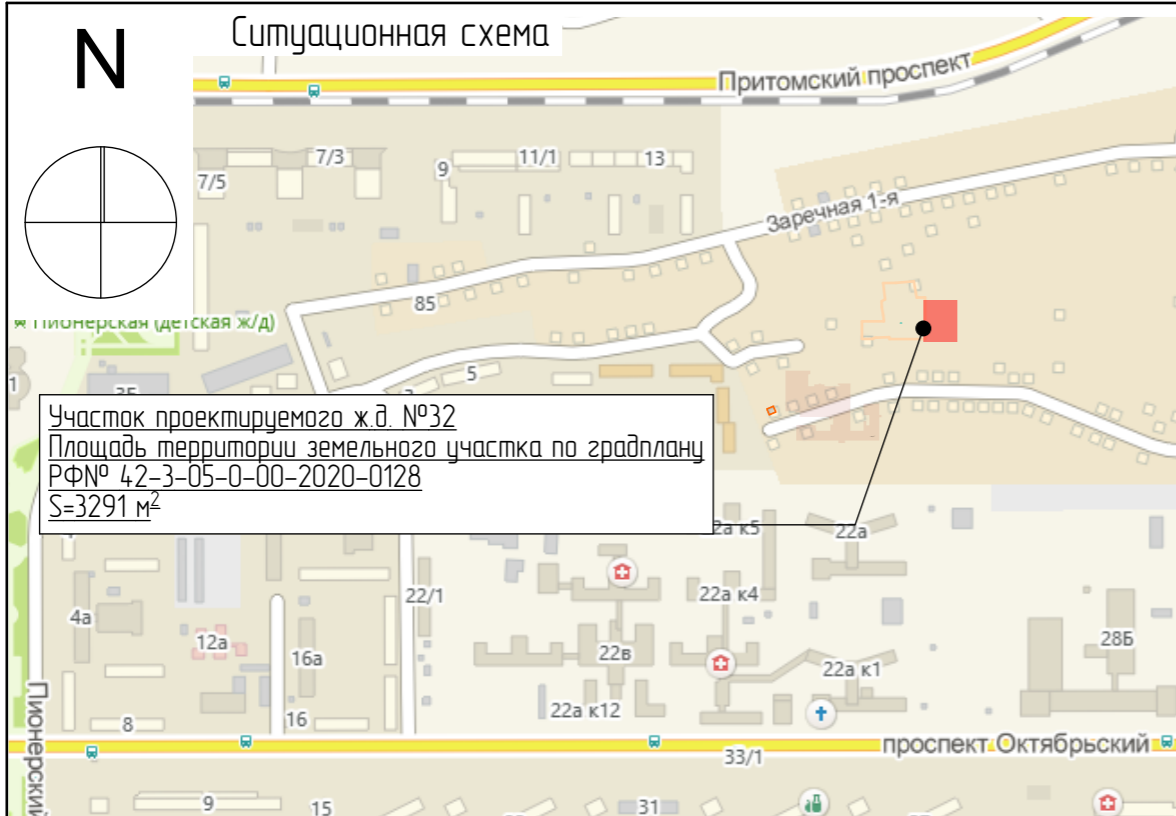 N
Ситуационная схема
Притомский проспект
7/3
7/5
9
11/1
13
Заречная 1-я
85
Пионерская (детская ж/д)
5
1
Участок проектируемого ж.д. №32
Площадь территории земельного участка по градплану
РФ№ 42-3-05-0-00-2020-0128
S=3291 м²
22а к5
22а
22/1
22а к4
4а
12а
16а
22в
28Б
22а к1
22а к12
8
16
Пионерский
33/1
проспект Октябрьский
9
15
31